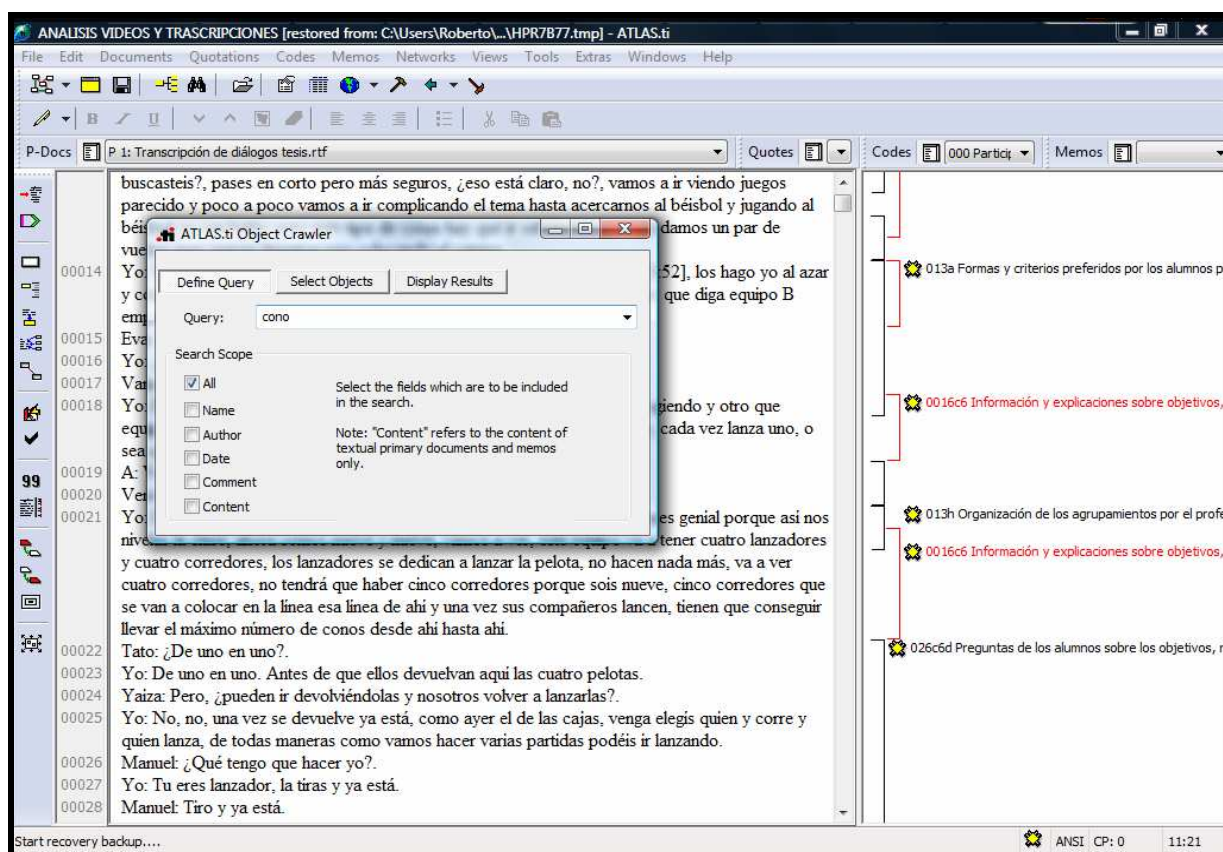 ANALISIS VIDEOS Y TRASCRIPCIONES [restored from: C:\Users\Roberto\...\HPR7B77.tmp] - ATLAS.ti
File Edit Documents Quotations Codes Memos Networks Views Tools Extras Windows Help
B I U
P-Docs P 1: Transcripción de diálogos tesis.rtf Quotes Codes 000 Particip Memos
buscasteis?, pases en corto pero más seguros, ¿eso está claro, no?, vamos a ir viendo juegos
parecido y poco a poco vamos a ir complicando el tema hasta acercarnos al béisbol y jugando al
béis damos un par de
vue
00014 Yo: :52], los hago yo al azar
y co que diga equipo B
emp
00015 Eva
00016 Yo:
00017 Van
00018 Yo: giendo y otro que
equ cada vez lanza uno, o
sea
00019 A:
00020 Ver
00021 Yo: es genial porque asi nos
nive tener cuatro lanzadores
y cuatro corredores, los lanzadores se dedican a lanzar la pelota, no hacen nada más, va a ver
cuatro corredores, no tendrá que haber cinco corredores porque sois nueve, cinco corredores que
se van a colocar en la línea esa línea de ahí y una vez sus compañeros lancen, tienen que conseguir
llevar el máximo número de conos desde ahí hasta ahí.
00022 Tato: ¿De uno en uno?.
00023 Yo: De uno en uno. Antes de que ellos devuelvan aquí las cuatro pelotas.
00024 Yaiza: Pero, ¿pueden ir devolviéndolas y nosotros volver a lanzarlas?.
00025 Yo: No, no, una vez se devuelve ya está, como ayer el de las cajas, venga elegís quien y corre y
quien lanza, de todas maneras como vamos hacer varias partidas podéis ir lanzando.
00026 Manuel: ¿Qué tengo que hacer yo?.
00027 Yo: Tu eres lanzador, la tiras y ya está.
00028 Manuel: Tiro y ya está.
ATLAS.ti Object Crawler
Define Query Select Objects Display Results
Query: cono
Search Scope
All
Name
Author
Date
Comment
Content
Select the fields which are to be included
in the search.
Note: "Content" refers to the content of
textual primary documents and memos
only.
99
013a Formas y criterios preferidos por los alumnos p
0016c6 Información y explicaciones sobre objetivos,
013h Organización de los agrupamientos por el profe
0016c6 Información y explicaciones sobre objetivos,
026c6d Preguntas de los alumnos sobre los objetivos, r
Start recovery backup.... ANSI CP: 0 11:21